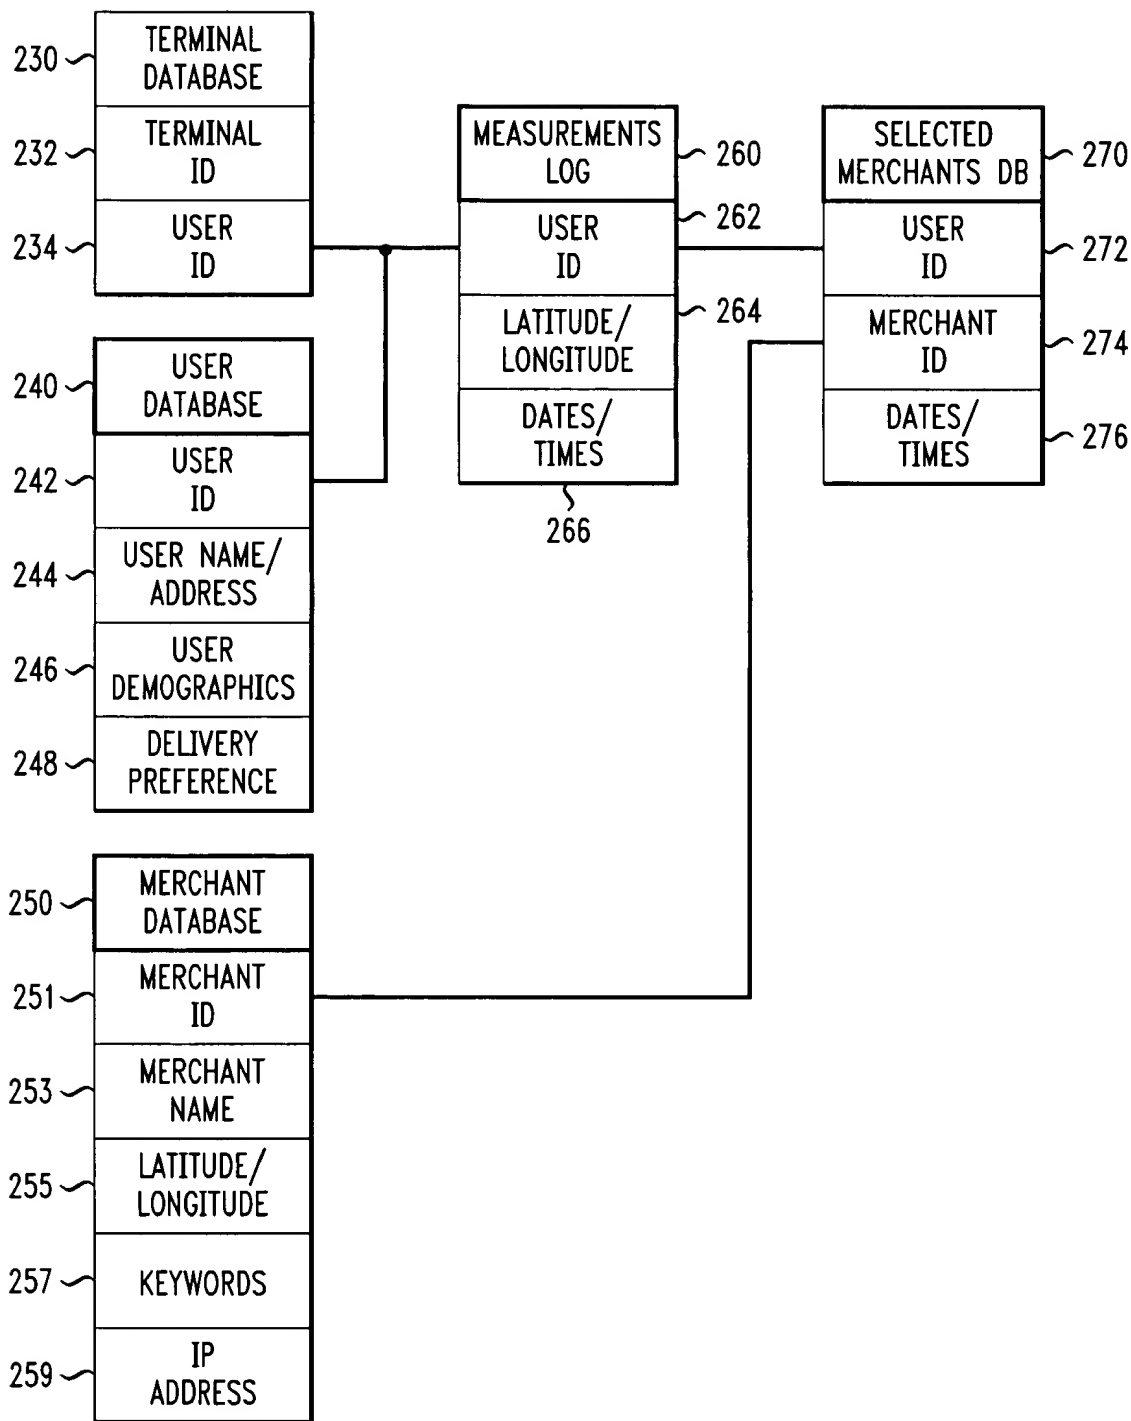 230
TERMINAL
DATABASE
232
TERMINAL
ID
234
USER
ID
240
USER
DATABASE
242
USER
ID
244
USER NAME/
ADDRESS
246
USER
DEMOGRAPHICS
248
DELIVERY
PREFERENCE
250
MERCHANT
DATABASE
251
MERCHANT
ID
253
MERCHANT
NAME
255
LATITUDE/
LONGITUDE
257
KEYWORDS
259
IP
ADDRESS
MEASUREMENTS
LOG
260
USER
ID
262
LATITUDE/
LONGITUDE
264
DATES/
TIMES
266
SELECTED
MERCHANTS DB
270
USER
ID
272
MERCHANT
ID
274
DATES/
TIMES
276